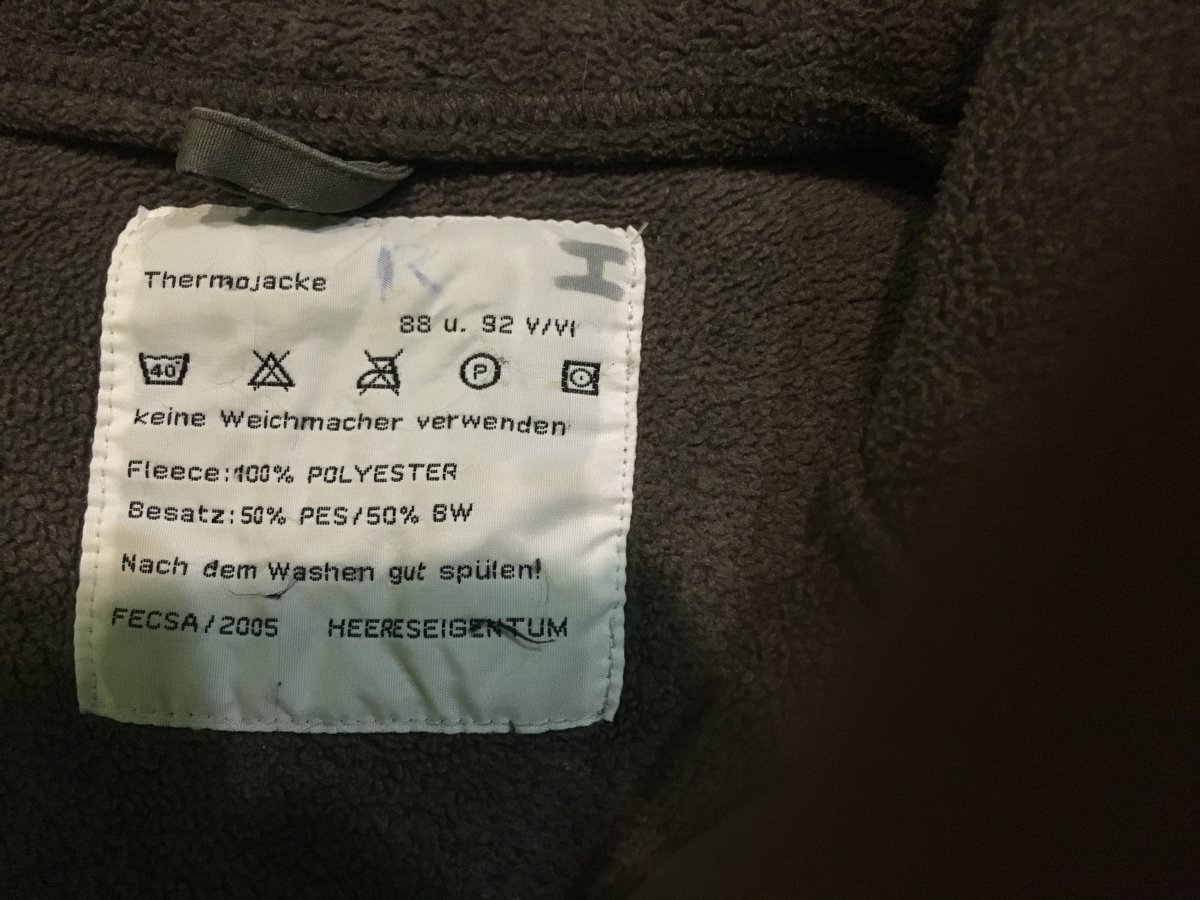 Thermojacke R H
88 u. 92 V/VI
40 P
keine Weichmacher verwenden
Fleece:100% POLYESTER
Besatz:50% PES/50% BW
Nach dem Washen gut spülen!
FECSA/2005 HEERESEIGENTUM